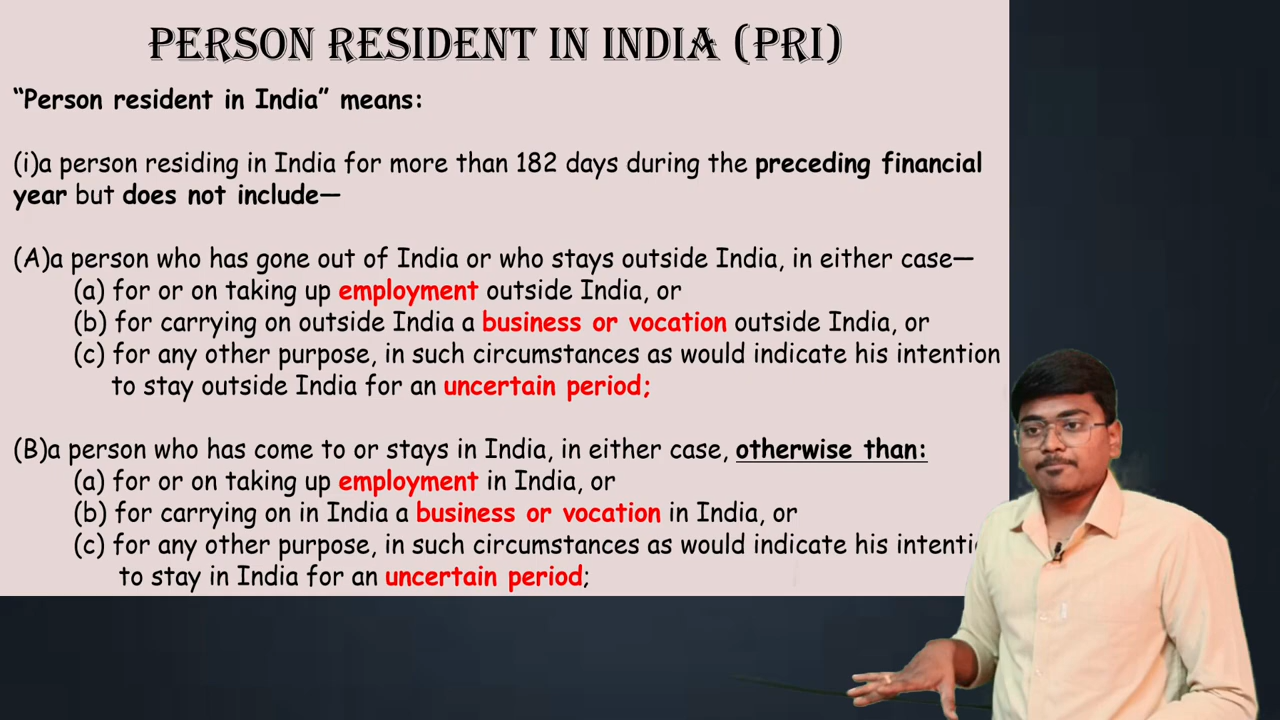 PERSON RESIDENT IN INDIA (PRI)
“Person resident in India” means:
(i)a person residing in India for more than 182 days during the preceding financial
year but does not include—
(A)a person who has gone out of India or who stays outside India, in either case—
(a) for or on taking up employment outside India, or
(b) for carrying on outside India a business or vocation outside India, or
(c) for any other purpose, in such circumstances as would indicate his intention
to stay outside India for an uncertain period;
(B)a person who has come to or stays in India, in either case, otherwise than:
(a) for or on taking up employment in India, or
(b) for carrying on in India a business or vocation in India, or
(c) for any other purpose, in such circumstances as would indicate his
to stay in India for an uncertain period;